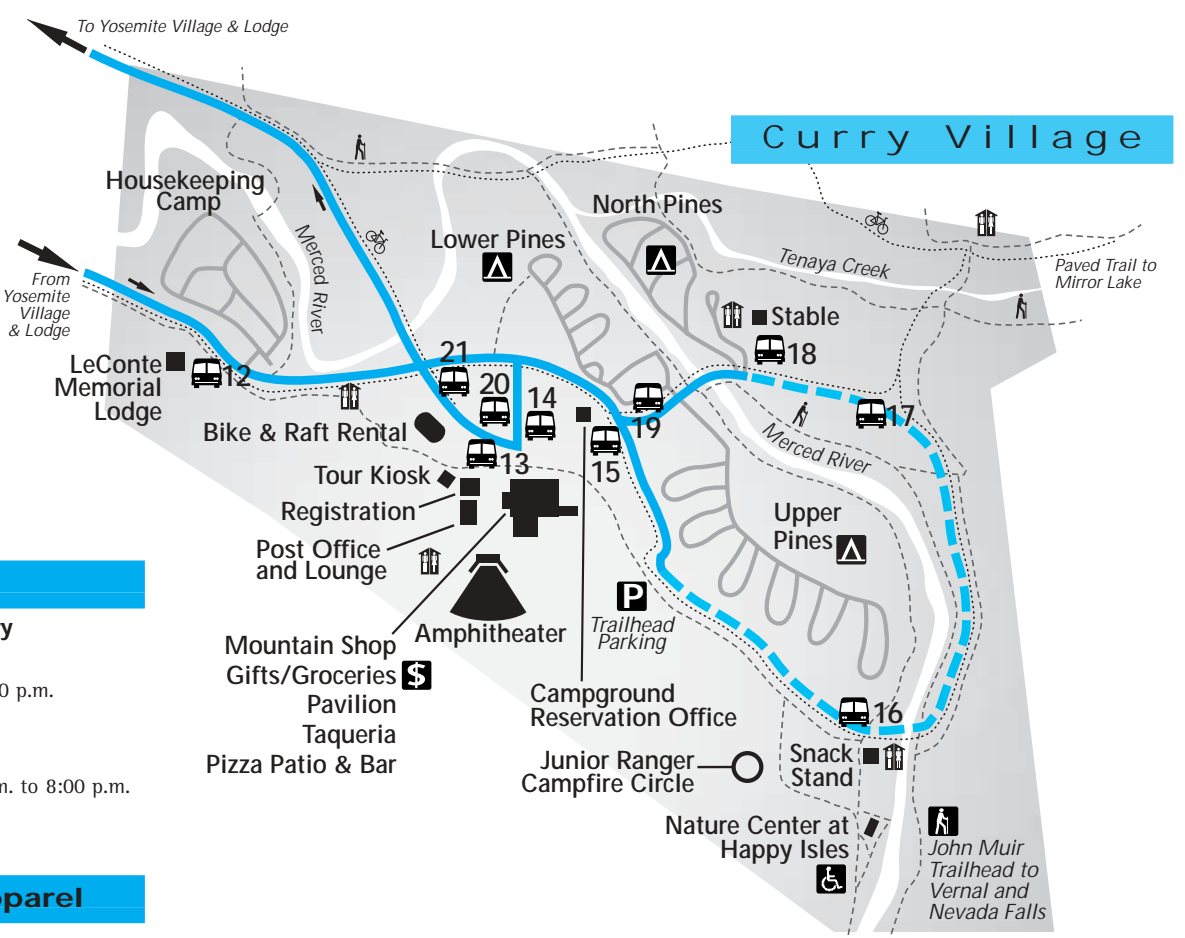 To Yosemite Village & Lodge
Curry Village
Housekeeping
Camp
Merced River
Lower Pines
North Pines
Tenaya Creek
Paved Trail to
Mirror Lake
From
Yosemite
Village
& Lodge
LeConte
Memorial
Lodge
12
21
20
14
13
15
19
18
17
Stable
Merced River
Bike & Raft Rental
Tour Kiosk
Registration
Post Office
and Lounge
Amphitheater
Mountain Shop
Gifts/Groceries $
Pavilion
Taqueria
Pizza Patio & Bar
P
Trailhead
Parking
Upper
Pines
Campground
Reservation Office
Junior Ranger
Campfire Circle
16
Snack
Stand
Nature Center at
Happy Isles
John Muir
Trailhead to
Vernal and
Nevada Falls
ry
0 p.m.
m. to 8:00 p.m.
parel